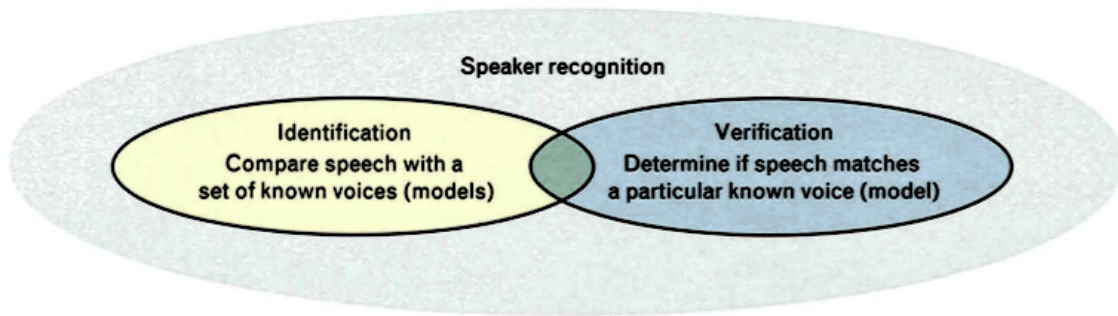 Speaker recognition
Identification
Compare speech with a
set of known voices (models)
Verification
Determine if speech matches
a particular known voice (model)